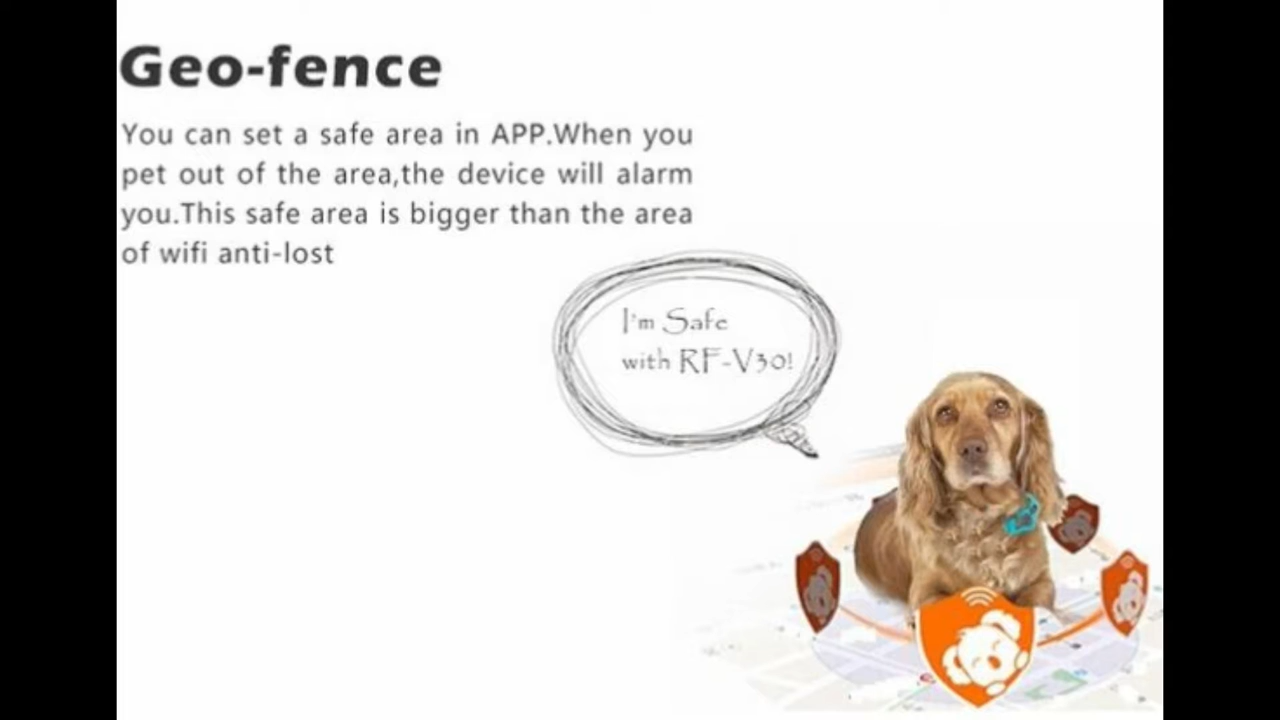 Geo-fence
You can set a safe area in APP.When you
pet out of the area,the device will alarm
you.This safe area is bigger than the area
of wifi anti-lost
I'm Safe
with RF-V30!